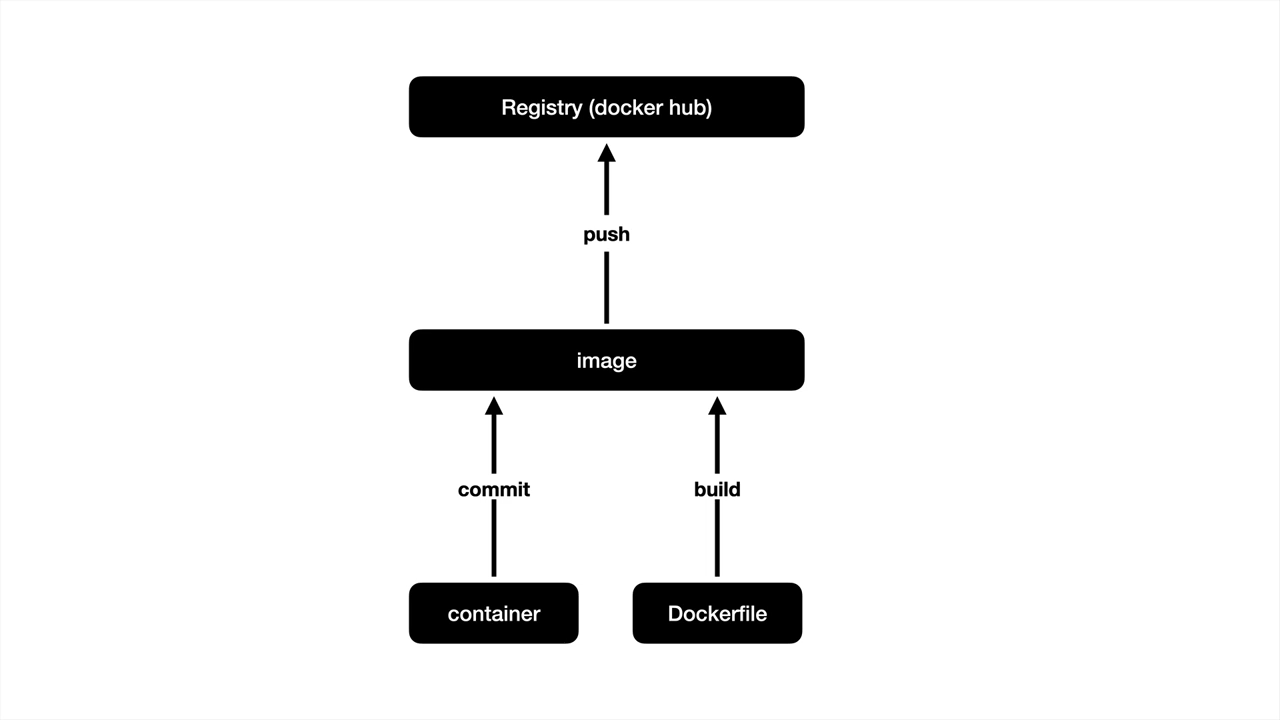 Registry (docker hub)
push
image
commit
build
container
Dockerfile